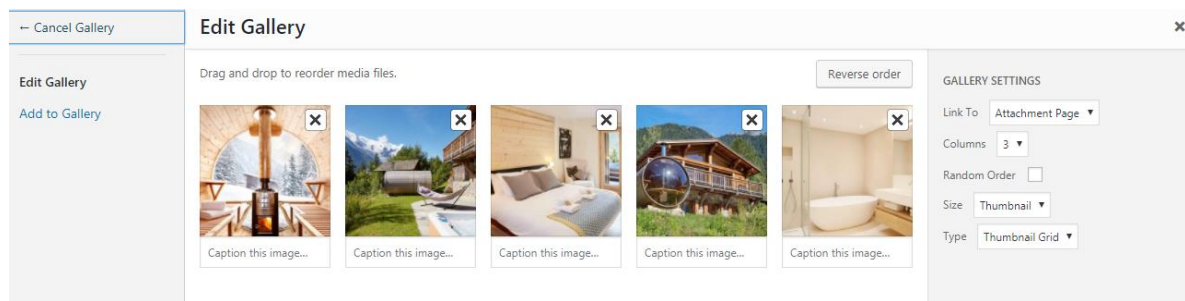 ← Cancel Gallery
Edit Gallery
Add to Gallery
Edit Gallery
Drag and drop to reorder media files.
Reverse order
Caption this image...
Caption this image...
Caption this image...
Caption this image...
Caption this image...
GALLERY SETTINGS
Link To Attachment Page
Columns 3
Random Order
Size Thumbnail
Type Thumbnail Grid